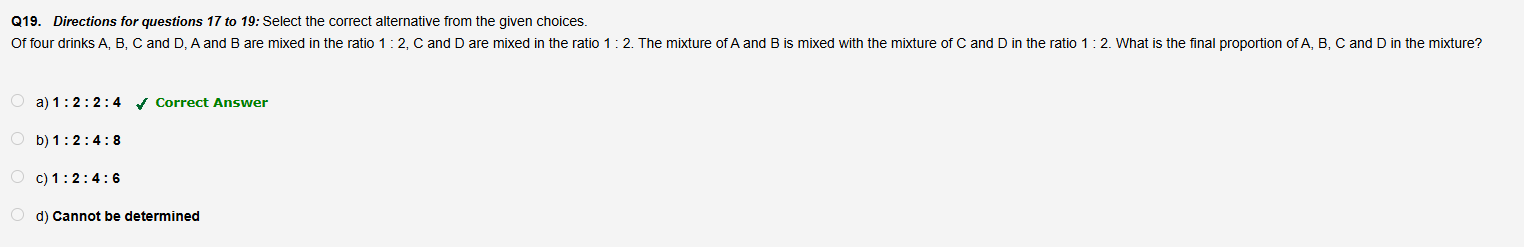 Q19. Directions for questions 17 to 19: Select the correct alternative from the given choices.
Of four drinks A, B, C and D, A and B are mixed in the ratio 1 : 2, C and D are mixed in the ratio 1 : 2. The mixture of A and B is mixed with the mixture of C and D in the ratio 1 : 2. What is the final proportion of A, B, C and D in the mixture?
a) 1 : 2 : 2 : 4 ✓ Correct Answer
b) 1 : 2 : 4 : 8
c) 1 : 2 : 4 : 6
d) Cannot be determined